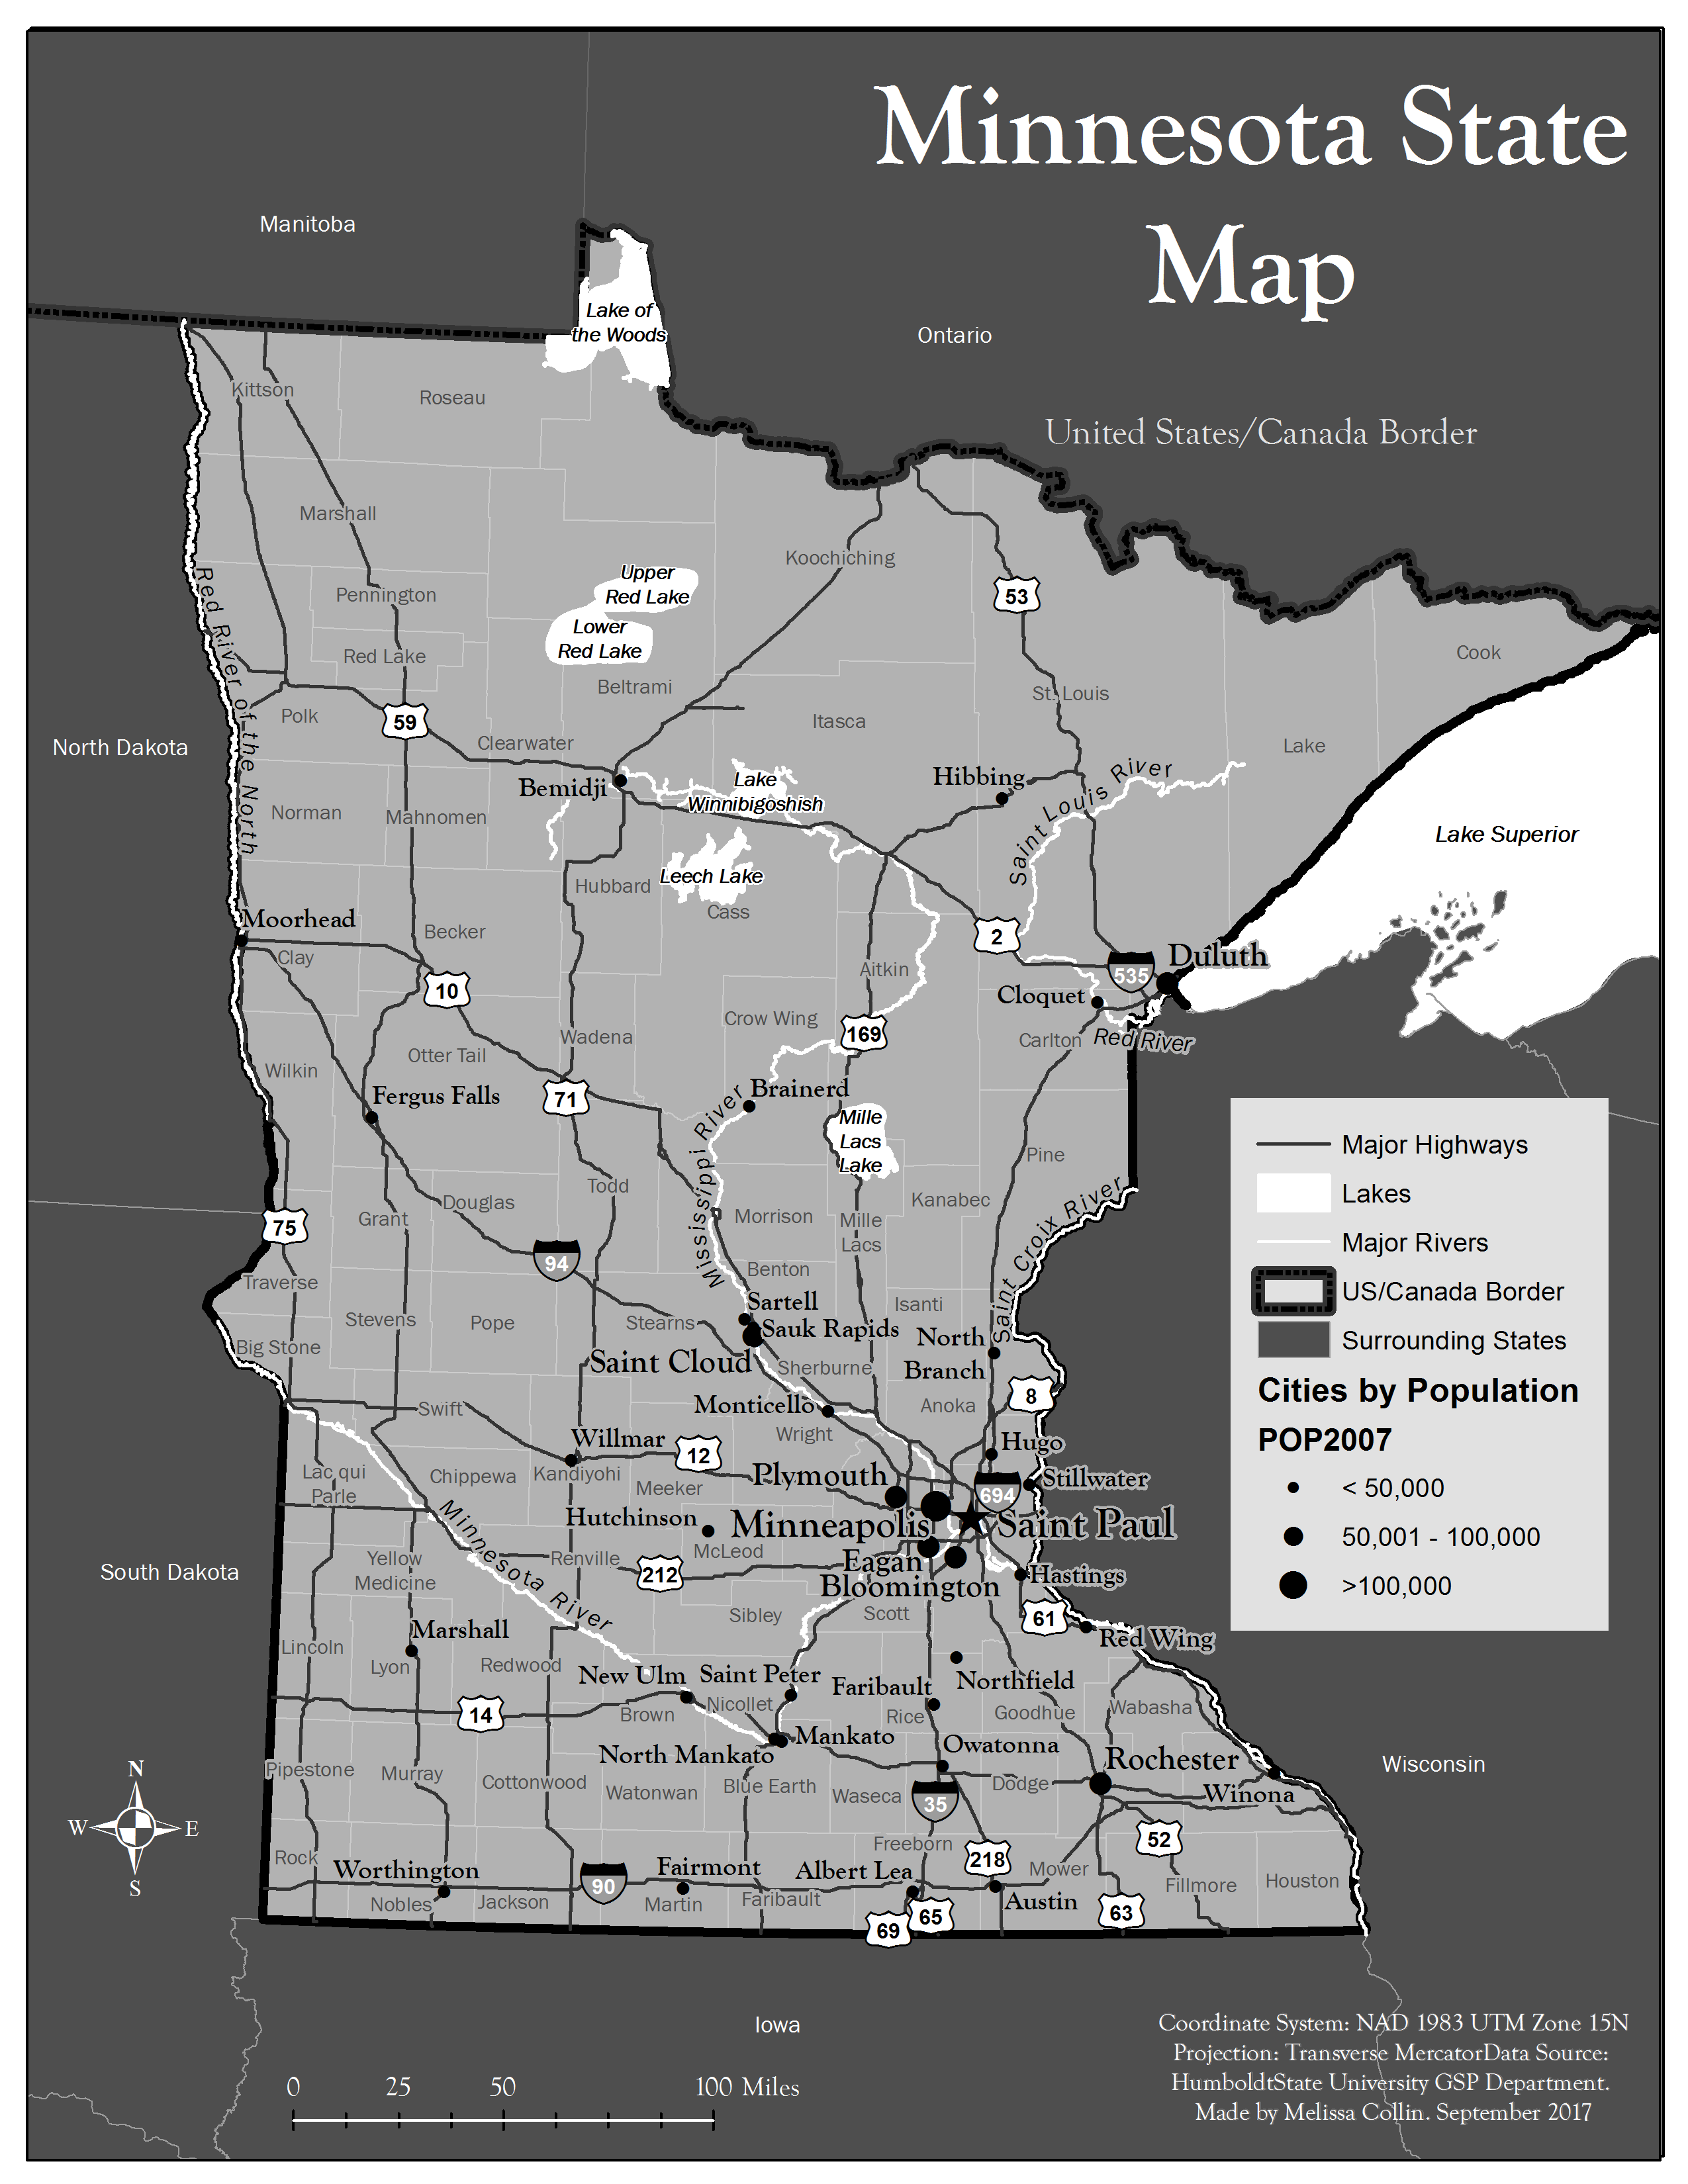 Minnesota State
Map
Manitoba
Lake of
the Woods
Ontario
United States/Canada Border
Kittson
Roseau
Marshall
Koochiching
Upper
Red Lake
Pennington
53
Red River of the North
Lower
Red Lake
Red Lake
Cook
Beltrami
St. Louis
Polk
59
Itasca
North Dakota
Clearwater
Lake
Bemidji
Lake
Winnibigoshish
Hibbing
Saint Louis River
Norman
Mahnomen
Lake Superior
Leech Lake
Hubbard
Cass
Moorhead
Becker
2
Clay
Duluth
535
Aitkin
10
Cloquet
Crow Wing
169
Wadena
Carlton
Red River
Otter Tail
Wilkin
Fergus Falls
71
Brainerd
Mississippi River
Mille
Lacs
Lake
Major Highways
Pine
Todd
Lakes
Douglas
Kanabec
Grant
Morrison
Mille
Lacs
75
Saint Croix River
Major Rivers
94
Benton
Traverse
US/Canada Border
Sartell
Isanti
Stevens
Pope
Stearns
Sauk Rapids
North
Branch
Surrounding States
Big Stone
Saint Cloud
Sherburne
Cities by Population
8
Swift
Monticello
Anoka
Wright
POP2007
Willmar
12
Hugo
Lac qui
Parle
Chippewa
Kandiyohi
Plymouth
Stillwater
Meeker
694
< 50,000
Hutchinson
Minneapolis
Saint Paul
50,001 - 100,000
Minnesota River
Yellow
Medicine
Renville
McLeod
Eagan
212
Bloomington
Hastings
>100,000
South Dakota
Sibley
Scott
61
Marshall
Red Wing
Lincoln
Lyon
Redwood
New Ulm
Saint Peter
Faribault
Northfield
Nicollet
Wabasha
14
Brown
Rice
Goodhue
Mankato
North Mankato
Owatonna
Rochester
Wisconsin
Pipestone
Murray
Cottonwood
Watonwan
Blue Earth
Waseca
Dodge
Winona
35
N
W
E
S
52
Freeborn
218
Rock
Worthington
Fairmont
Albert Lea
Mower
90
Fillmore
Houston
Nobles
Jackson
Martin
Faribault
Austin
65
63
69
Iowa
Coordinate System: NAD 1983 UTM Zone 15N
Projection: Transverse MercatorData Source:
HumboldtState University GSP Department.
Made by Melissa Collin. September 2017
0 25 50 100 Miles